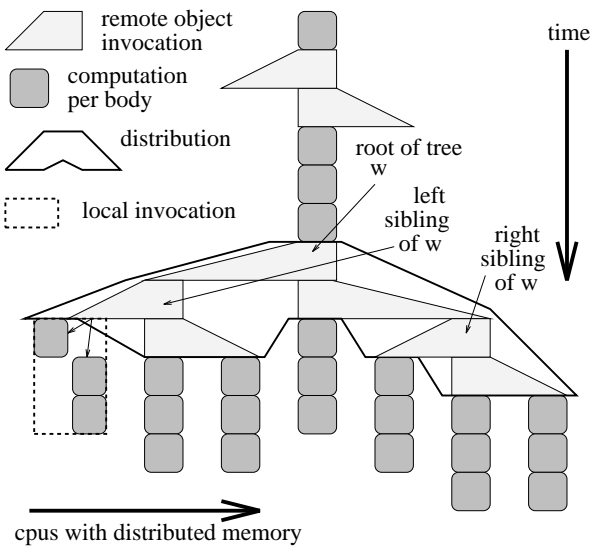 remote object
invocation
computation
per body
distribution
local invocation
time
root of tree
w
left
sibling
of w
right
sibling
of w
cpus with distributed memory